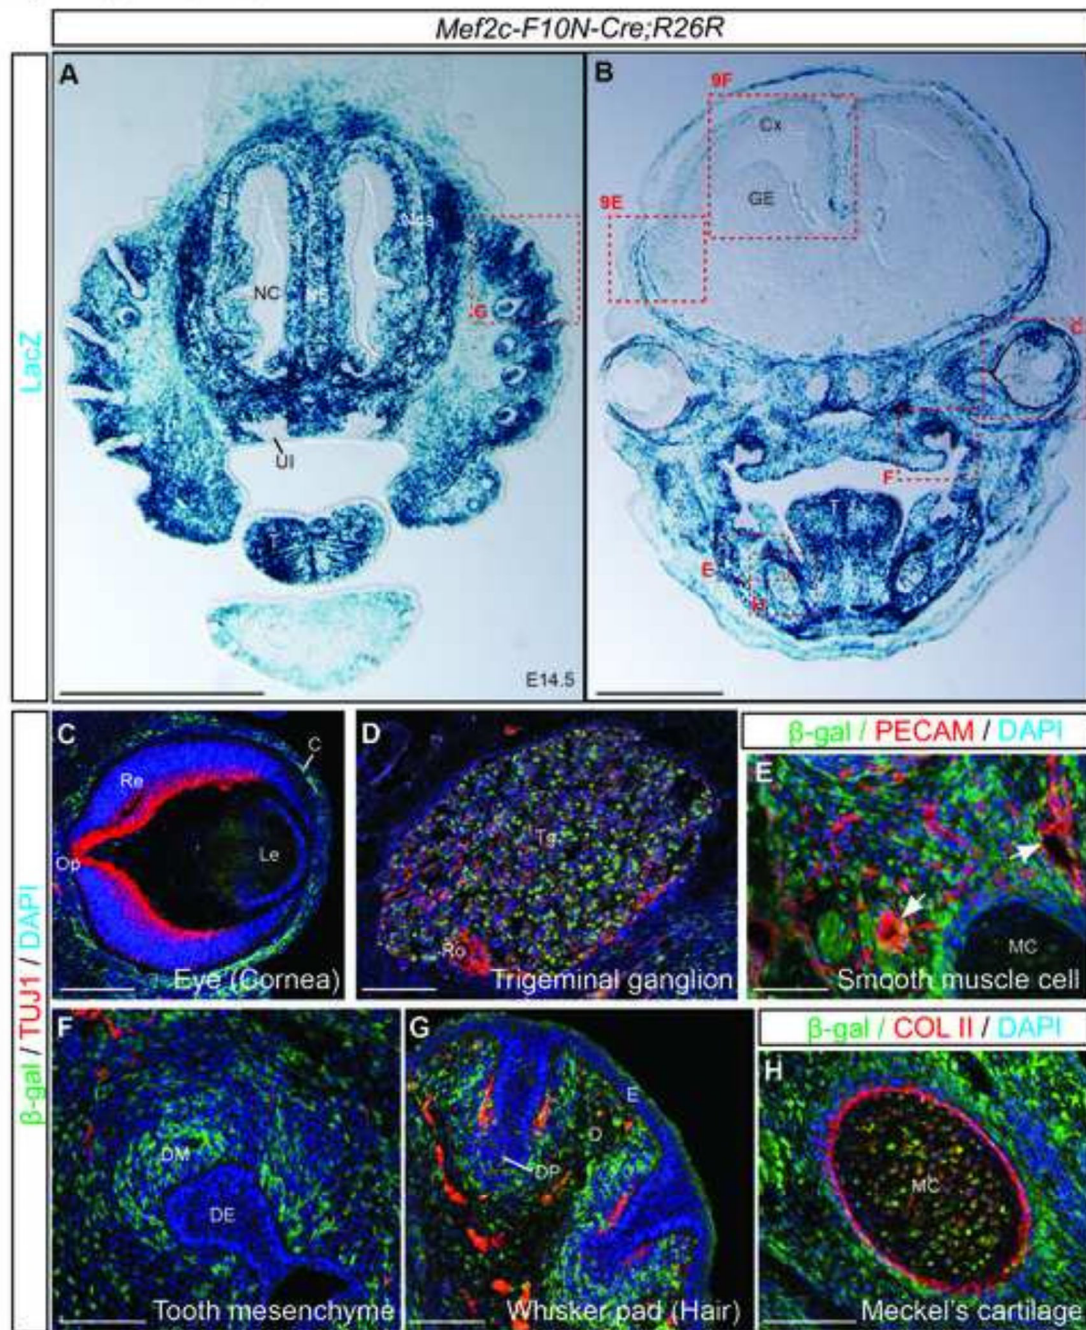 Mef2c-F10N-Cre;R26R
LacZ
A
NC
G
UI
T
E14.5
B
9F
Cx
GE
9E
C
F
T
E
H
β-gal / TUJ1 / DAPI
C
C
Re
Op
Le
Eye (Cornea)
D
Tg
Ro
Trigeminal ganglion
β-gal / PECAM / DAPI
E
MC
Smooth muscle cell
F
DM
DE
Tooth mesenchyme
G
E
D
DP
Whisker pad (Hair)
β-gal / COL II / DAPI
H
MC
Meckel's cartilage